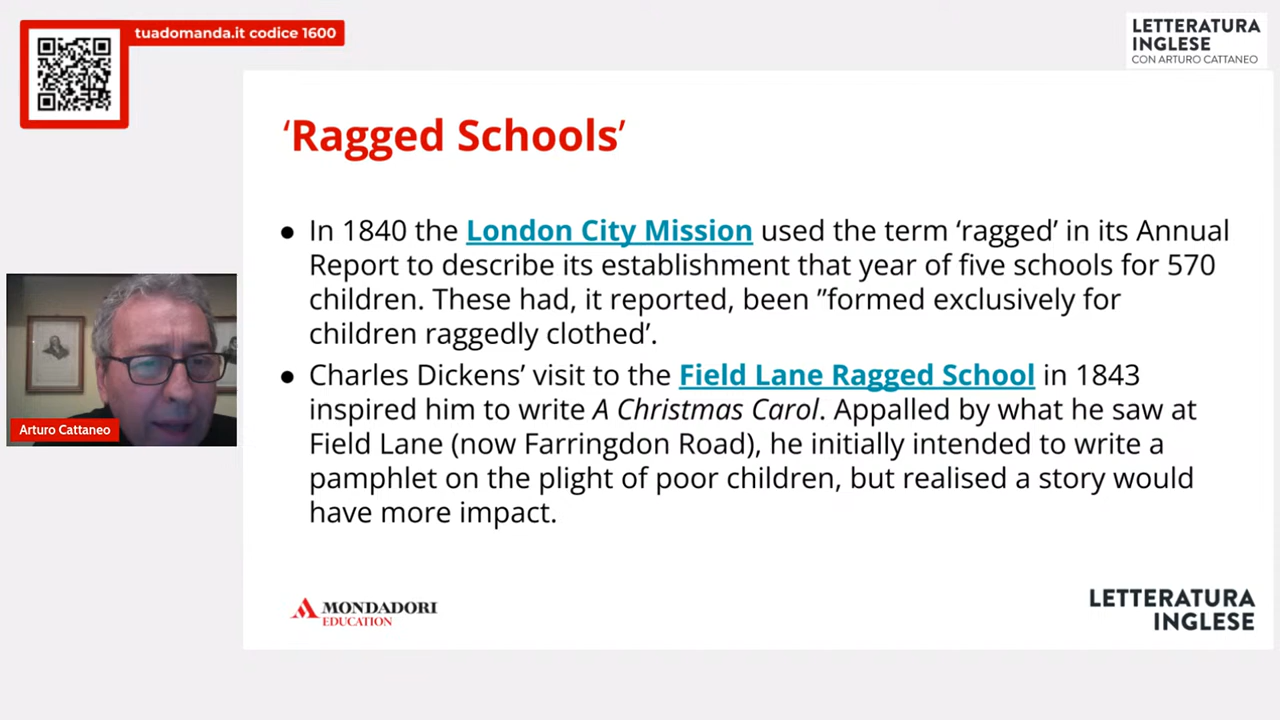 tuadomanda.it codice 1600
LETTERATURA
INGLESE
CON ARTURO CATTANEO
‘Ragged Schools’
● In 1840 the London City Mission used the term ‘ragged’ in its Annual
Report to describe its establishment that year of five schools for 570
children. These had, it reported, been ”formed exclusively for
children raggedly clothed’.
● Charles Dickens’ visit to the Field Lane Ragged School in 1843
inspired him to write A Christmas Carol. Appalled by what he saw at
Field Lane (now Farringdon Road), he initially intended to write a
pamphlet on the plight of poor children, but realised a story would
have more impact.
Arturo Cattaneo
MONDADORI
EDUCATION
LETTERATURA
INGLESE